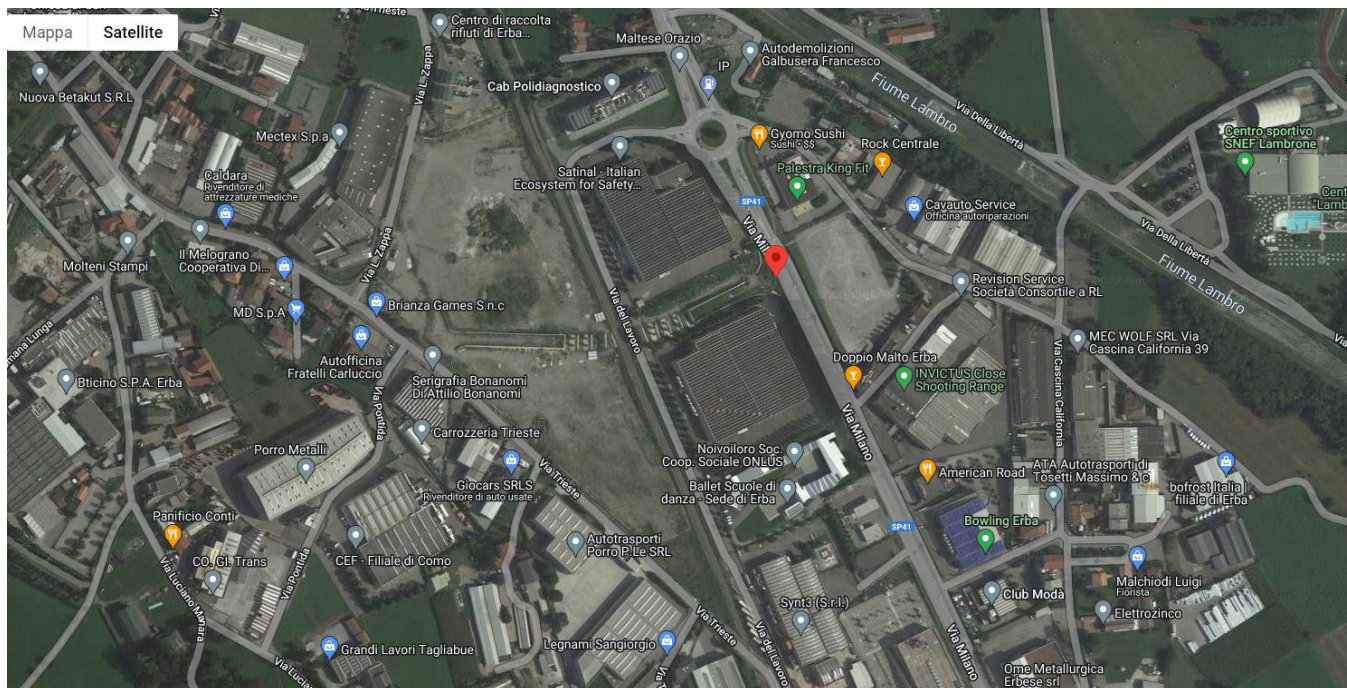 Mappa
Satellite
Via L. Zappa
Centro di raccolta
rifiuti di Erba...
Maltese Orazio
Autodemolizioni
Galbusera Francesco
IP
Cab Polidiagnostico
Nuova Betakut S.R.L
Fiume Lambro
Via Della Libertà
Mectex S.p.a
Gyomo Sushi
Sushi • $$
Rock Centrale
Centro sportivo
SNEF Lambrone
Satinal - Italian
Ecosystem for Safety...
Palestra King Fit
Caldara
Rivenditore di
attrezzature mediche
SP41
Cavauto Service
Officina autoriparazioni
Via Della Libertà
Molteni Stampi
Il Melograno
Cooperativa Di...
Via L. Zappa
Revision Service
Società Consortile a RL
Fiume Lambro
MD S.p.A
Brianza Games S.n.c
Via del Lavoro
MEC WOLF SRL Via
Cascina California 39
Autofficina
Fratelli Carluccio
Doppio Malto Erba
INVICTUS Close
Shooting Range
Via Cascina California
Bticino S.P.A. Erba
Serigrafia Bonanomi
Di Attilio Bonanomi
Via Pontida
Carrozzeria Trieste
Via Milano
Porro Metalli
Noivoiloro Soc.
Coop. Sociale ONLUS
Giocars SRLS
Rivenditore di auto usate
Via Trieste
American Road
ATA Autotrasporti di
Tosetti Massimo & C
bofrost Italia |
filiale di Erba
Ballet Scuole di
danza - Sede di Erba
Panificio Conti
SP41
Bowling Erba
Autotrasporti
Porro P.Le SRL
CEF - Filiale di Como
CO. GI. Trans
Via Pontida
Malchiodi Luigi
Fiorista
Club Modà
Elettrozinco
Via Luciano Manara
Synt3 (S.r.l.)
Via Trieste
Legnami Sangiorgio
Grandi Lavori Tagliabue
Via del Lavoro
Via Milano
Ome Metallurgica
Erbese srl